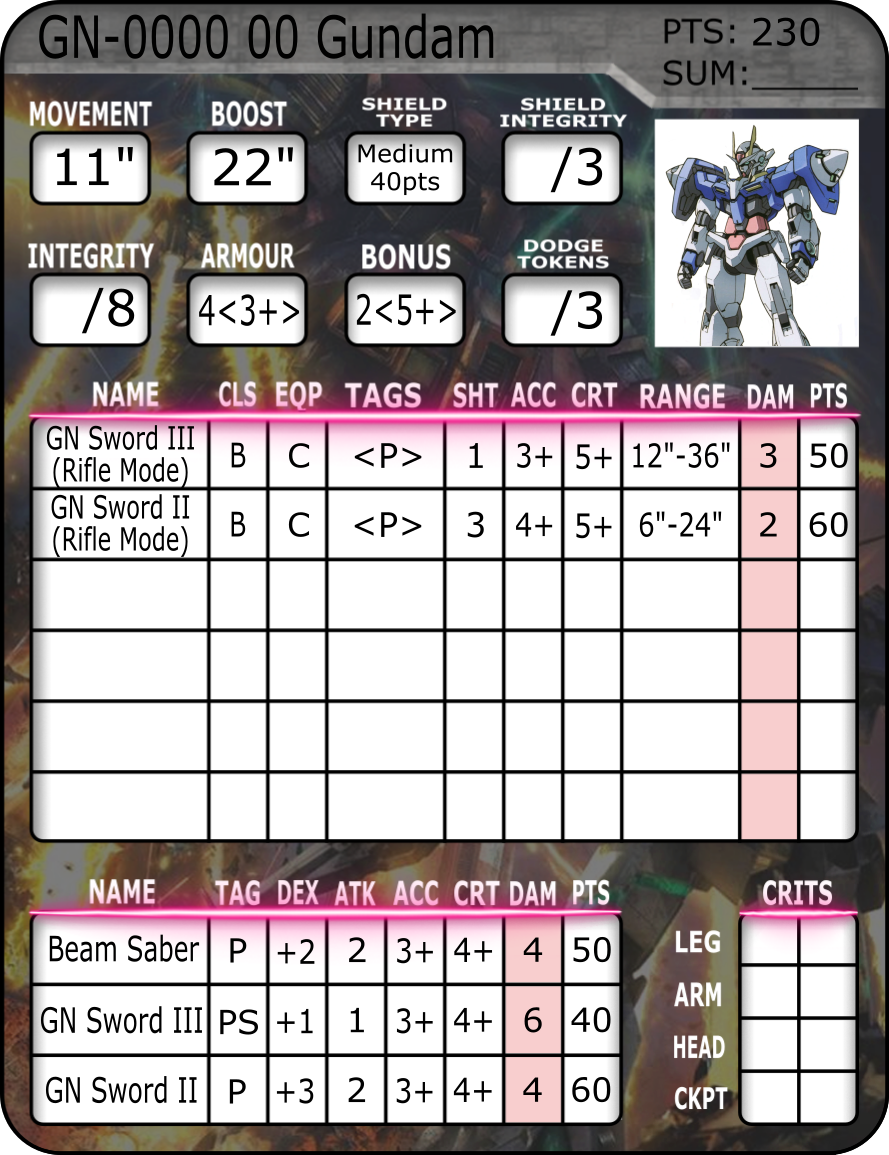 GN-0000 00 Gundam
PTS: 230
SUM:______
MOVEMENT BOOST SHIELD TYPE SHIELD INTEGRITY
11" 22" Medium 40pts /3
INTEGRITY ARMOUR BONUS DODGE TOKENS
/8 4<3+> 2<5+> /3
NAME CLS EQP TAGS SHT ACC CRT RANGE DAM PTS
GN Sword III (Rifle Mode) B C <P> 1 3+ 5+ 12"-36" 3 50
GN Sword II (Rifle Mode) B C <P> 3 4+ 5+ 6"-24" 2 60
NAME TAG DEX ATK ACC CRT DAM PTS
Beam Saber P +2 2 3+ 4+ 4 50
GN Sword III PS +1 1 3+ 4+ 6 40
GN Sword II P +3 2 3+ 4+ 4 60
CRITS
LEG
ARM
HEAD
CKPT